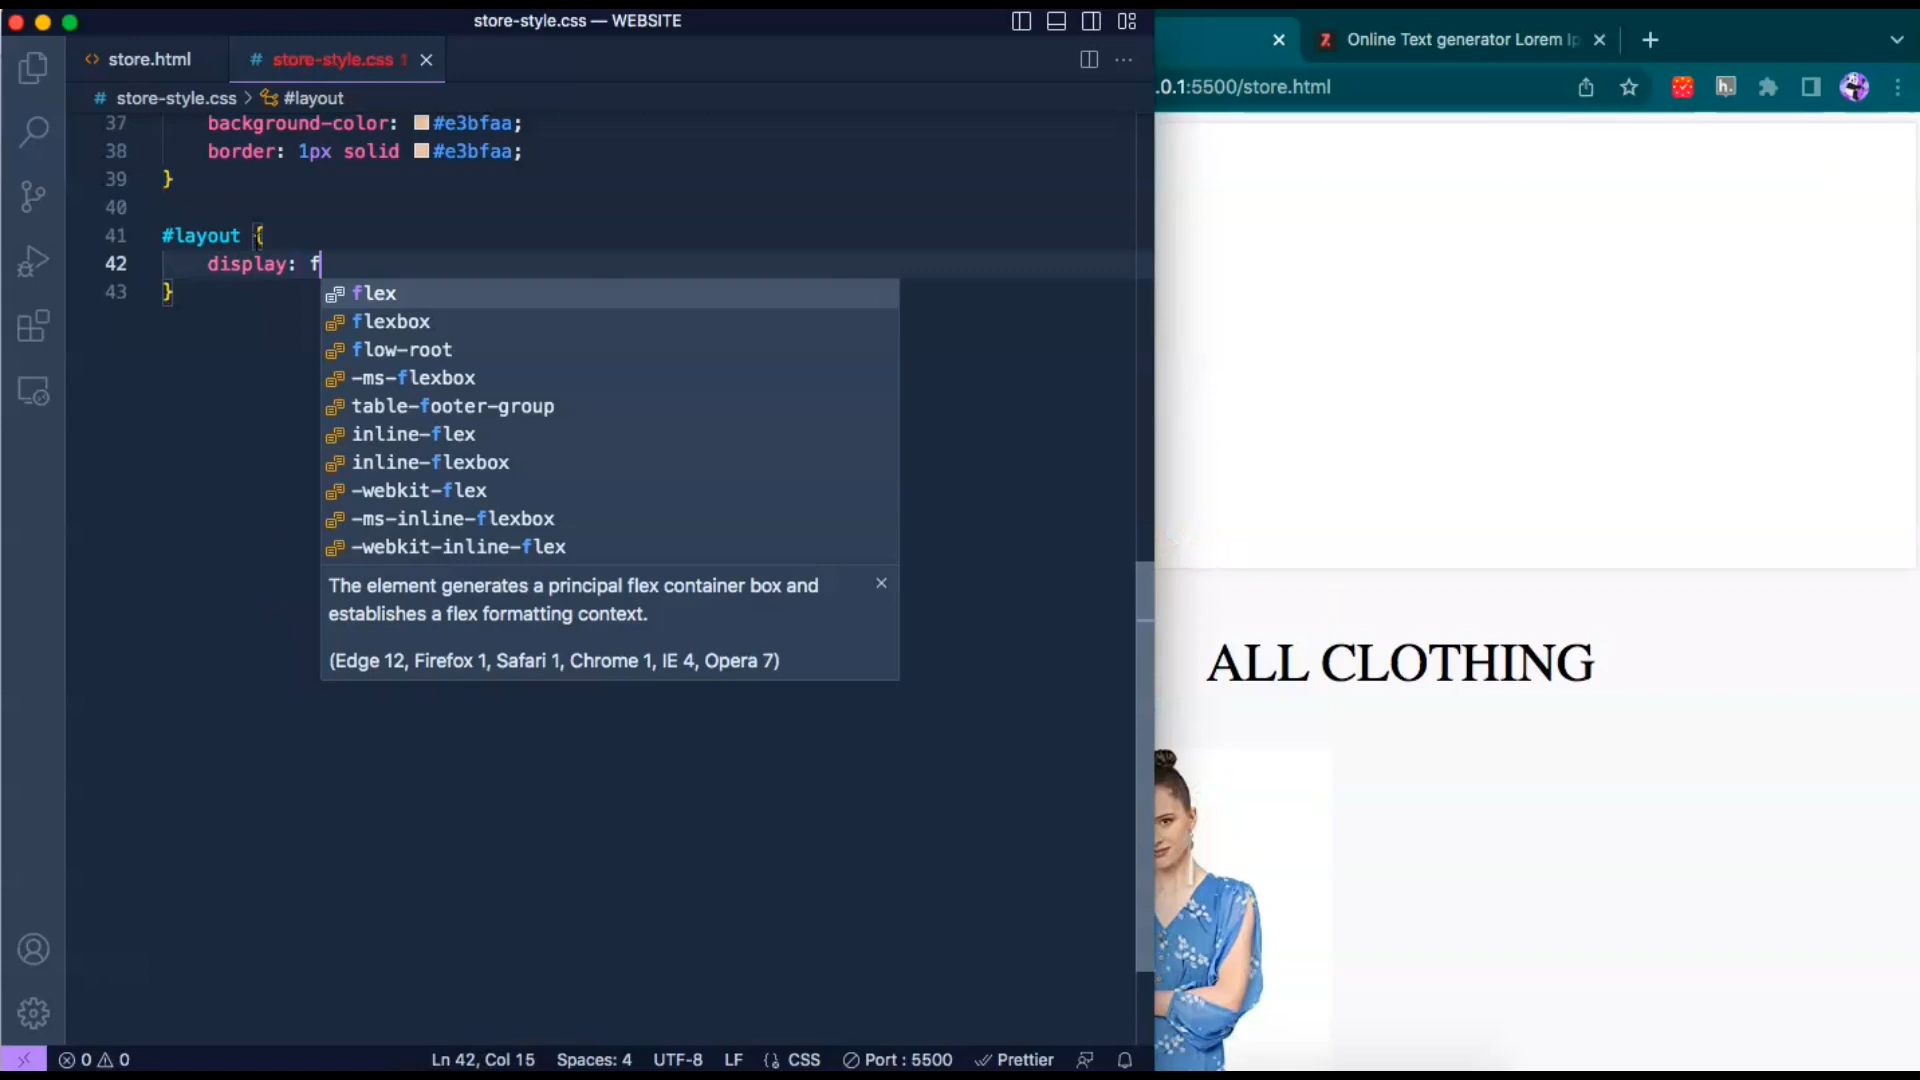 store-style.css — WEBSITE
store.html
# store-style.css 1
# store-style.css > #layout
37 background-color: #e3bfaa;
38 border: 1px solid #e3bfaa;
39 }
40
41 #layout {
42 display: f
43 }
flex
flexbox
flow-root
-ms-flexbox
table-footer-group
inline-flex
inline-flexbox
-webkit-flex
-ms-inline-flexbox
-webkit-inline-flex
The element generates a principal flex container box and
establishes a flex formatting context.
(Edge 12, Firefox 1, Safari 1, Chrome 1, IE 4, Opera 7)
0 0
Ln 42, Col 15 Spaces: 4 UTF-8 LF {} CSS Port : 5500 Prettier
Online Text generator Lorem Ip
.0.1:5500/store.html
h.
ALL CLOTHING